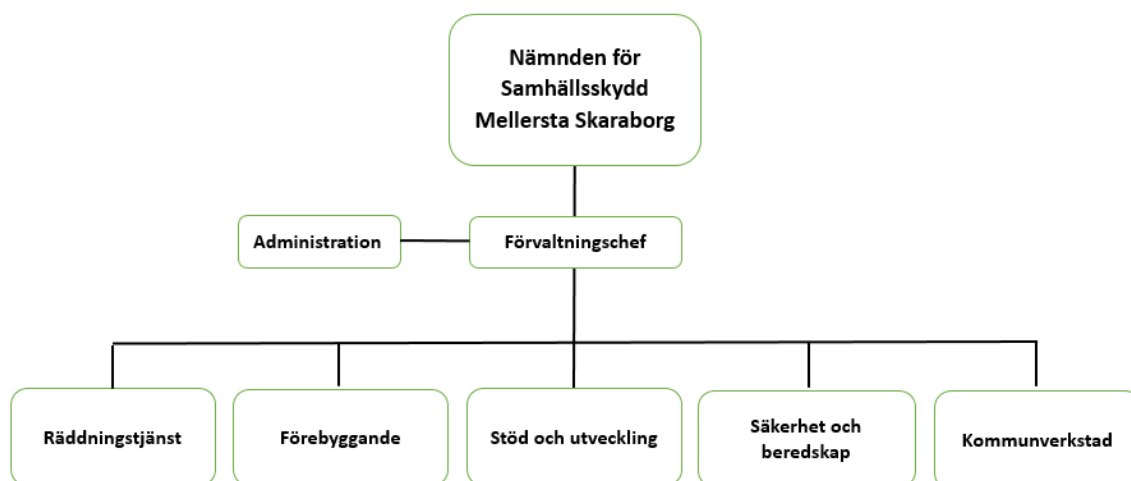 Nämnden för
Samhällsskydd
Mellersta Skaraborg
Administration
Förvaltningschef
Räddningstjänst
Förebyggande
Stöd och utveckling
Säkerhet och
beredskap
Kommunverkstad